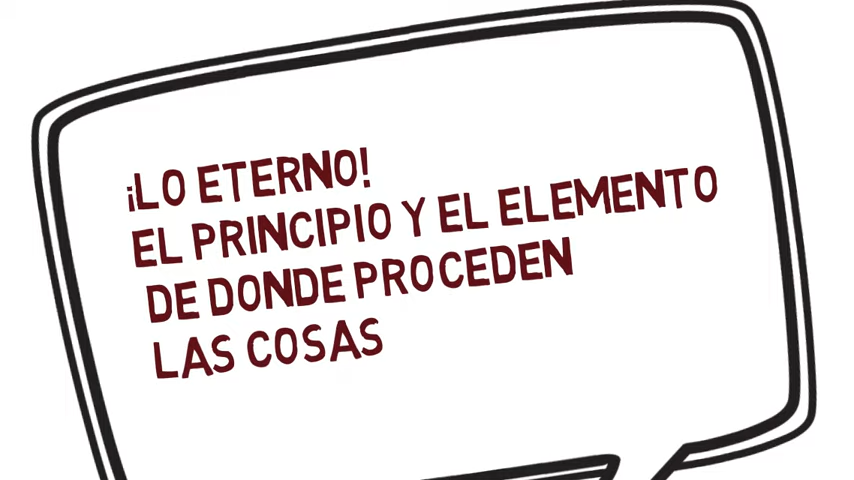 ¡LO ETERNO!
EL PRINCIPIO Y EL ELEMENTO
DE DONDE PROCEDEN
LAS COSAS